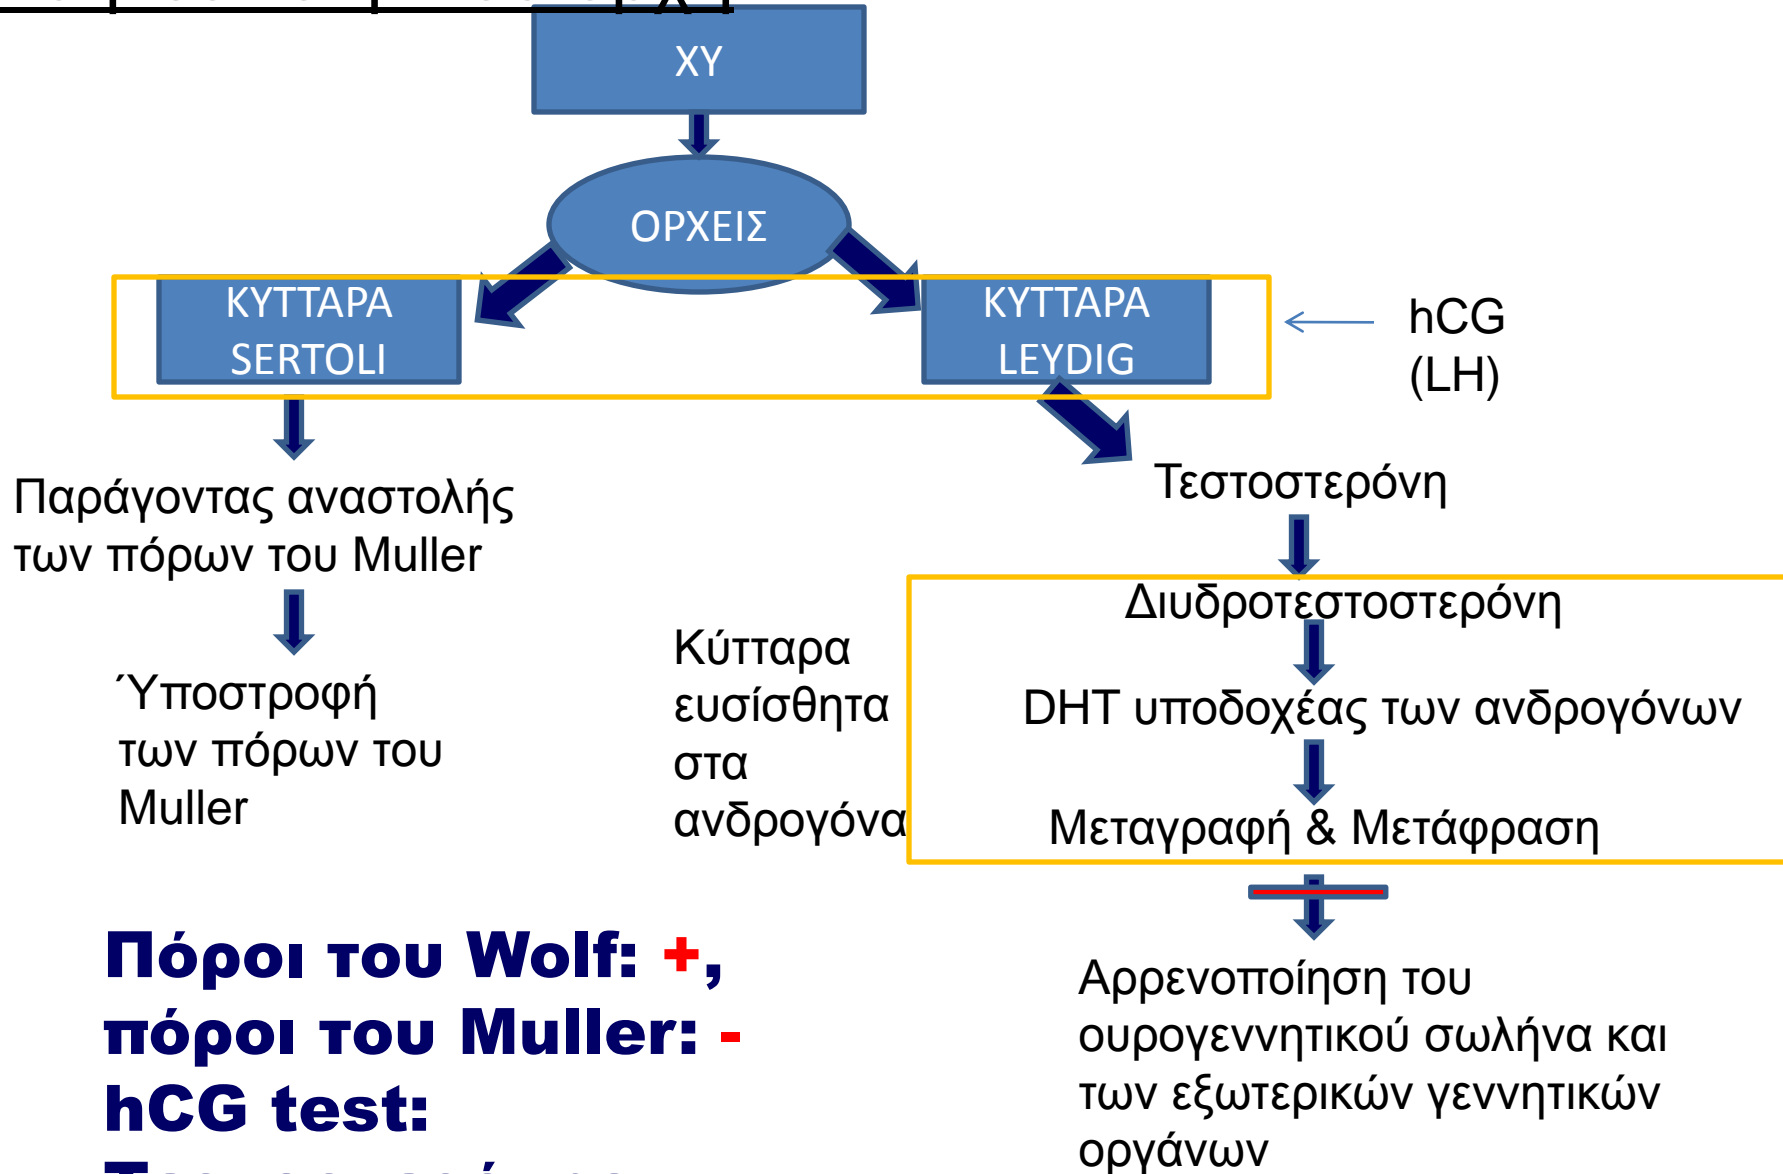 XY
ΟΡΧΕΙΣ
ΚΥΤΤΑΡΑ
SERTOLI
ΚΥΤΤΑΡΑ
LEYDIG
hCG
(LH)
Παράγοντας αναστολής
των πόρων του Muller
Τεστοστερόνη
Διυδροτεστοστερόνη
Κύτταρα
ευσίσθητα
στα
ανδρογόνα
DHT υποδοχέας των ανδρογόνων
Μεταγραφή & Μετάφραση
Ύποστροφή
των πόρων του
Muller
Πόροι του Wolf: +,
πόροι του Muller: -
hCG test:
Αρρενοποίηση του
ουρογεννητικού σωλήνα και
των εξωτερικών γεννητικών
οργάνων